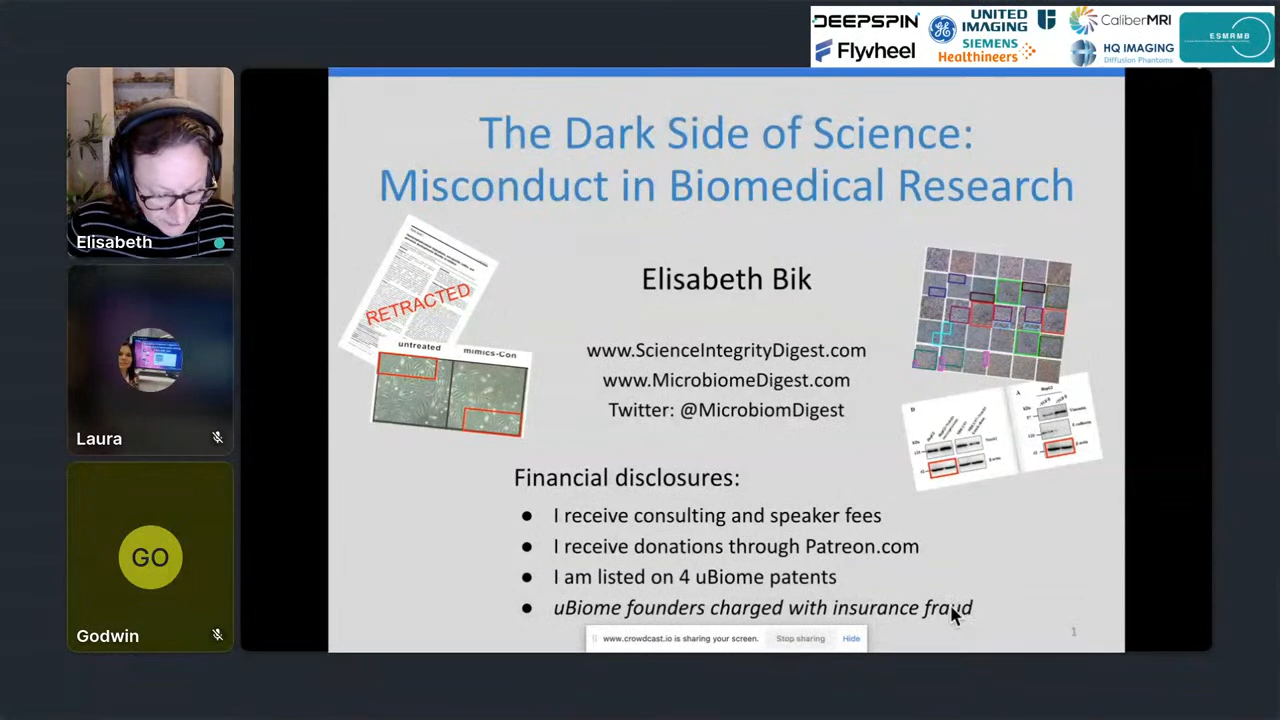 DEEPSPIN
UNITED
IMAGING
CaliberMRI
Flywheel
SIEMENS
Healthineers
HQ IMAGING
Diffusion Phantoms
ESMRMB
The Dark Side of Science:
Misconduct in Biomedical Research
Elisabeth
RETRACTED
Elisabeth Bik
untreated
mimics-Con
www.ScienceIntegrityDigest.com
www.MicrobiomeDigest.com
Twitter: @MicrobiomDigest
Laura
Financial disclosures:
● I receive consulting and speaker fees
● I receive donations through Patreon.com
● I am listed on 4 uBiome patents
● uBiome founders charged with insurance fraud
GO
Godwin
www.crowdcast.io is sharing your screen.
Stop sharing
Hide
1